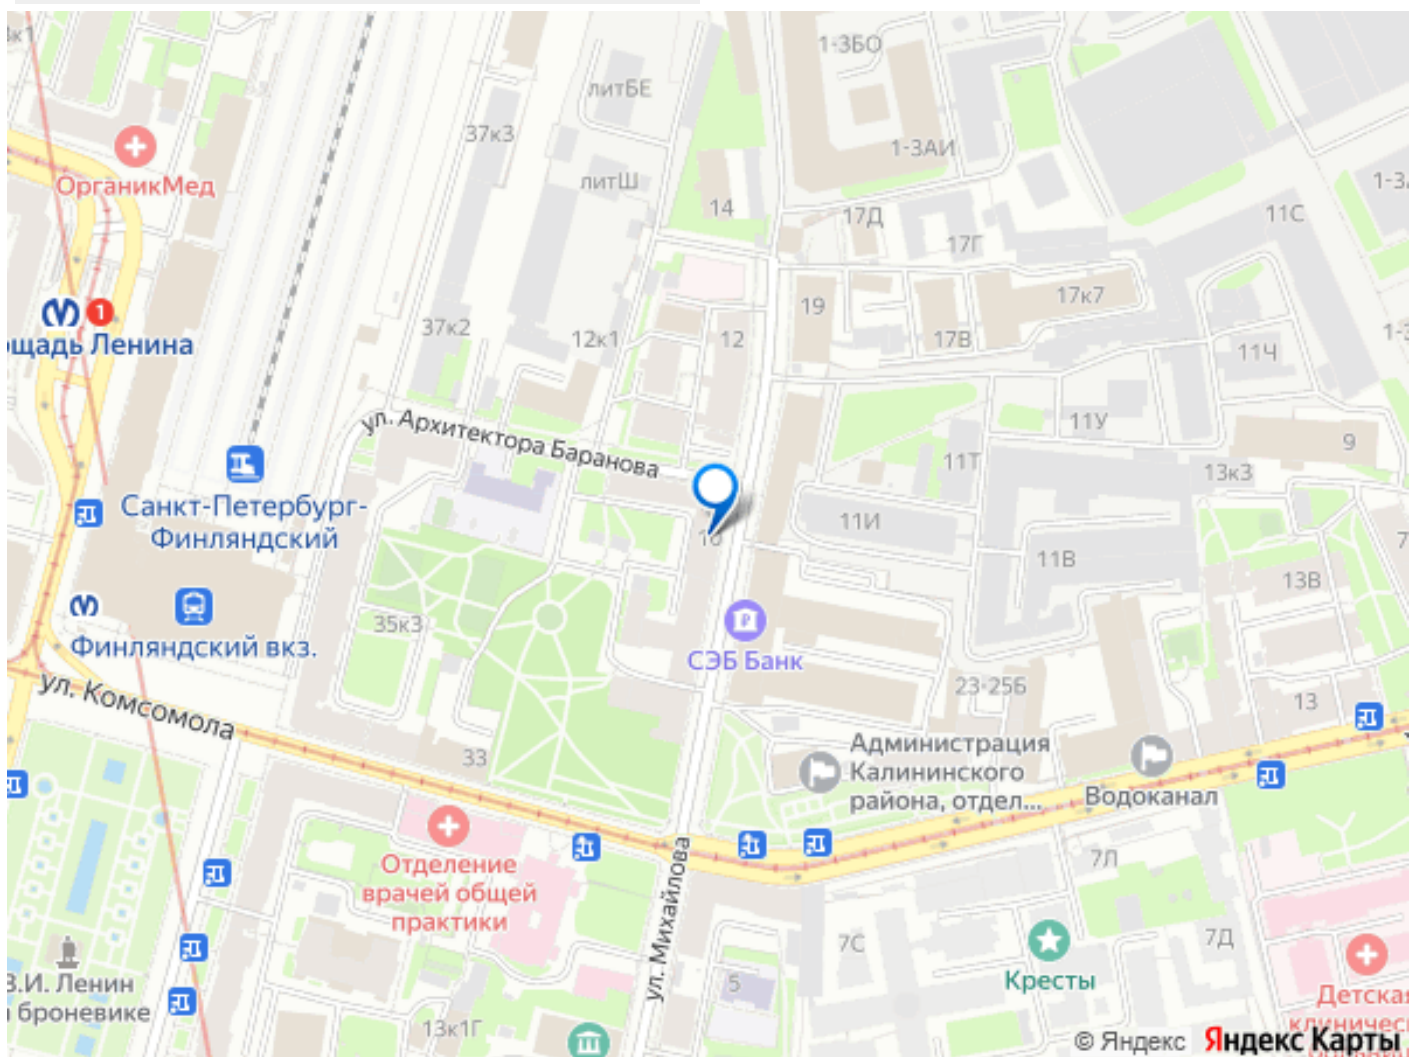 1-3БО
литБЕ
37к3
1-3АИ
ОрганикМед
литШ
14
17Д
11С
17Г
17к7
19
1
37к2
12к1
12
17В
11Ч
щадь Ленина
ул. Архитектора Баранова
11У
9
11Т
13к3
Санкт-Петербург-
Финляндский
11И
11В
13В
35к3
Финляндский вкз.
СЭБ Банк
ул. Комсомола
23-25Б
13
33
Администрация
Калининского
района, отдел...
Водоканал
Отделение
врачей общей
практики
ул. Михайлова
7Л
7С
7Д
Кресты
5
В.И. Ленин
броневике
13к1Г
Детская
клиническ
© Яндекс Яндекс Карты